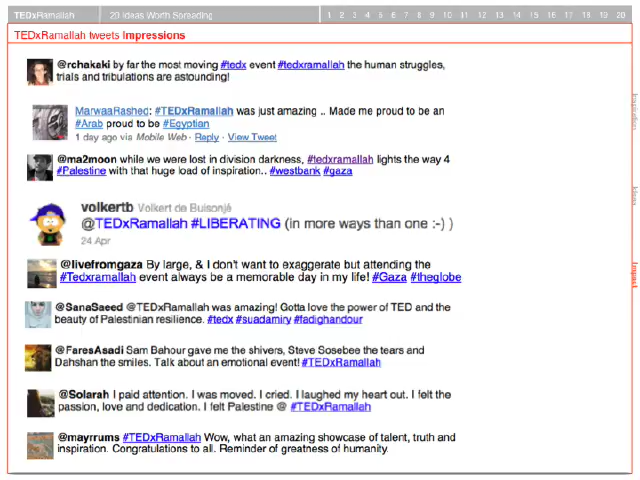 TEDxRamallah 20 Ideas Worth Spreading 1 2 3 4 5 6 7 8 9 10 11 12 13 14 15 16 17 18 19 20
TEDxRamallah tweets Impressions
@rchakaki by far the most moving #tedx event #tedxramallah the human struggles,
trials and tribulations are astounding!
MarwaaRashed: #TEDxRamallah was just amazing .. Made me proud to be an
#Arab proud to be #Egyptian
1 day ago via Mobile Web · Reply · View Tweet
@ma2moon while we were lost in division darkness, #tedxramallah lights the way 4
#Palestine with that huge load of inspiration.. #westbank #gaza
volkertb Volkert de Buisonjé
@TEDxRamallah #LIBERATING (in more ways than one :-) )
24 Apr
@livefromgaza By large, & I don't want to exaggerate but attending the
#Tedxramallah event always be a memorable day in my life! #Gaza #theglobe
@SanaSaeed @TEDxRamallah was amazing! Gotta love the power of TED and the
beauty of Palestinian resilience. #tedx #suadamiry #fadighandour
@FaresAsadi Sam Bahour gave me the shivers, Steve Sosebee the tears and
Dahshan the smiles. Talk about an emotional event! #TEDxRamallah
@Solarah I paid attention. I was moved. I cried. I laughed my heart out. I felt the
passion, love and dedication. I felt Palestine @ #TEDxRamallah
@mayrrums #TEDxRamallah Wow, what an amazing showcase of talent, truth and
inspiration. Congratulations to all. Reminder of greatness of humanity.
Inspiration
Ideas
Impact